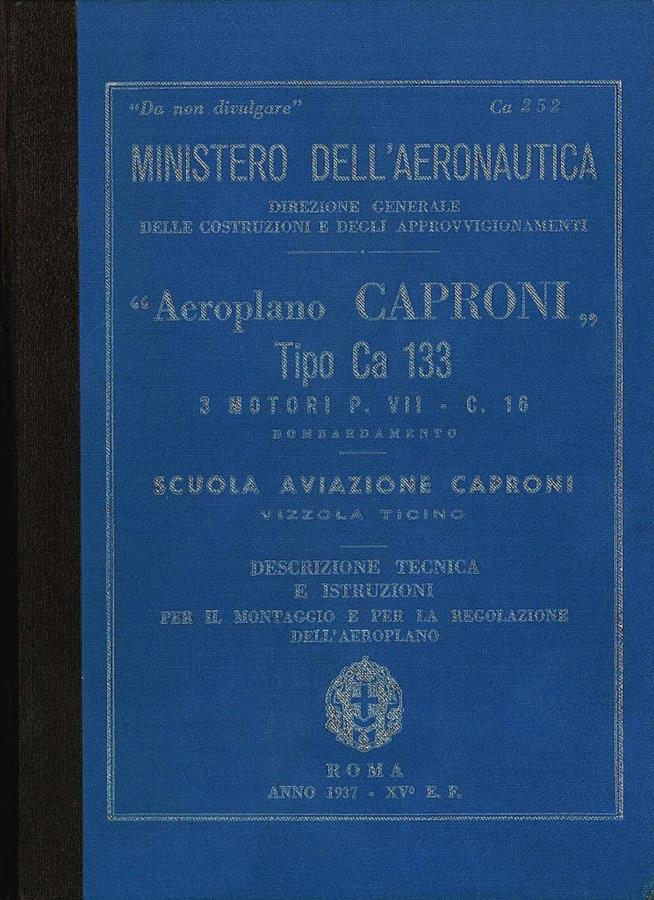 "Da non divulgare" Ca 252
MINISTERO DELL'AERONAUTICA
DIREZIONE GENERALE
DELLE COSTRUZIONI E DEGLI APPROVVIGIONAMENTI
“Aeroplano CAPRONI„
Tipo Ca 133
3 MOTORI P. VII - C. 16
BOMBARDAMENTO
SCUOLA AVIAZIONE CAPRONI
VIZZOLA TICINO
DESCRIZIONE TECNICA
E ISTRUZIONI
PER IL MONTAGGIO E PER LA REGOLAZIONE
DELL'AEROPLANO
ROMA
ANNO 1937 - XVº E. F.